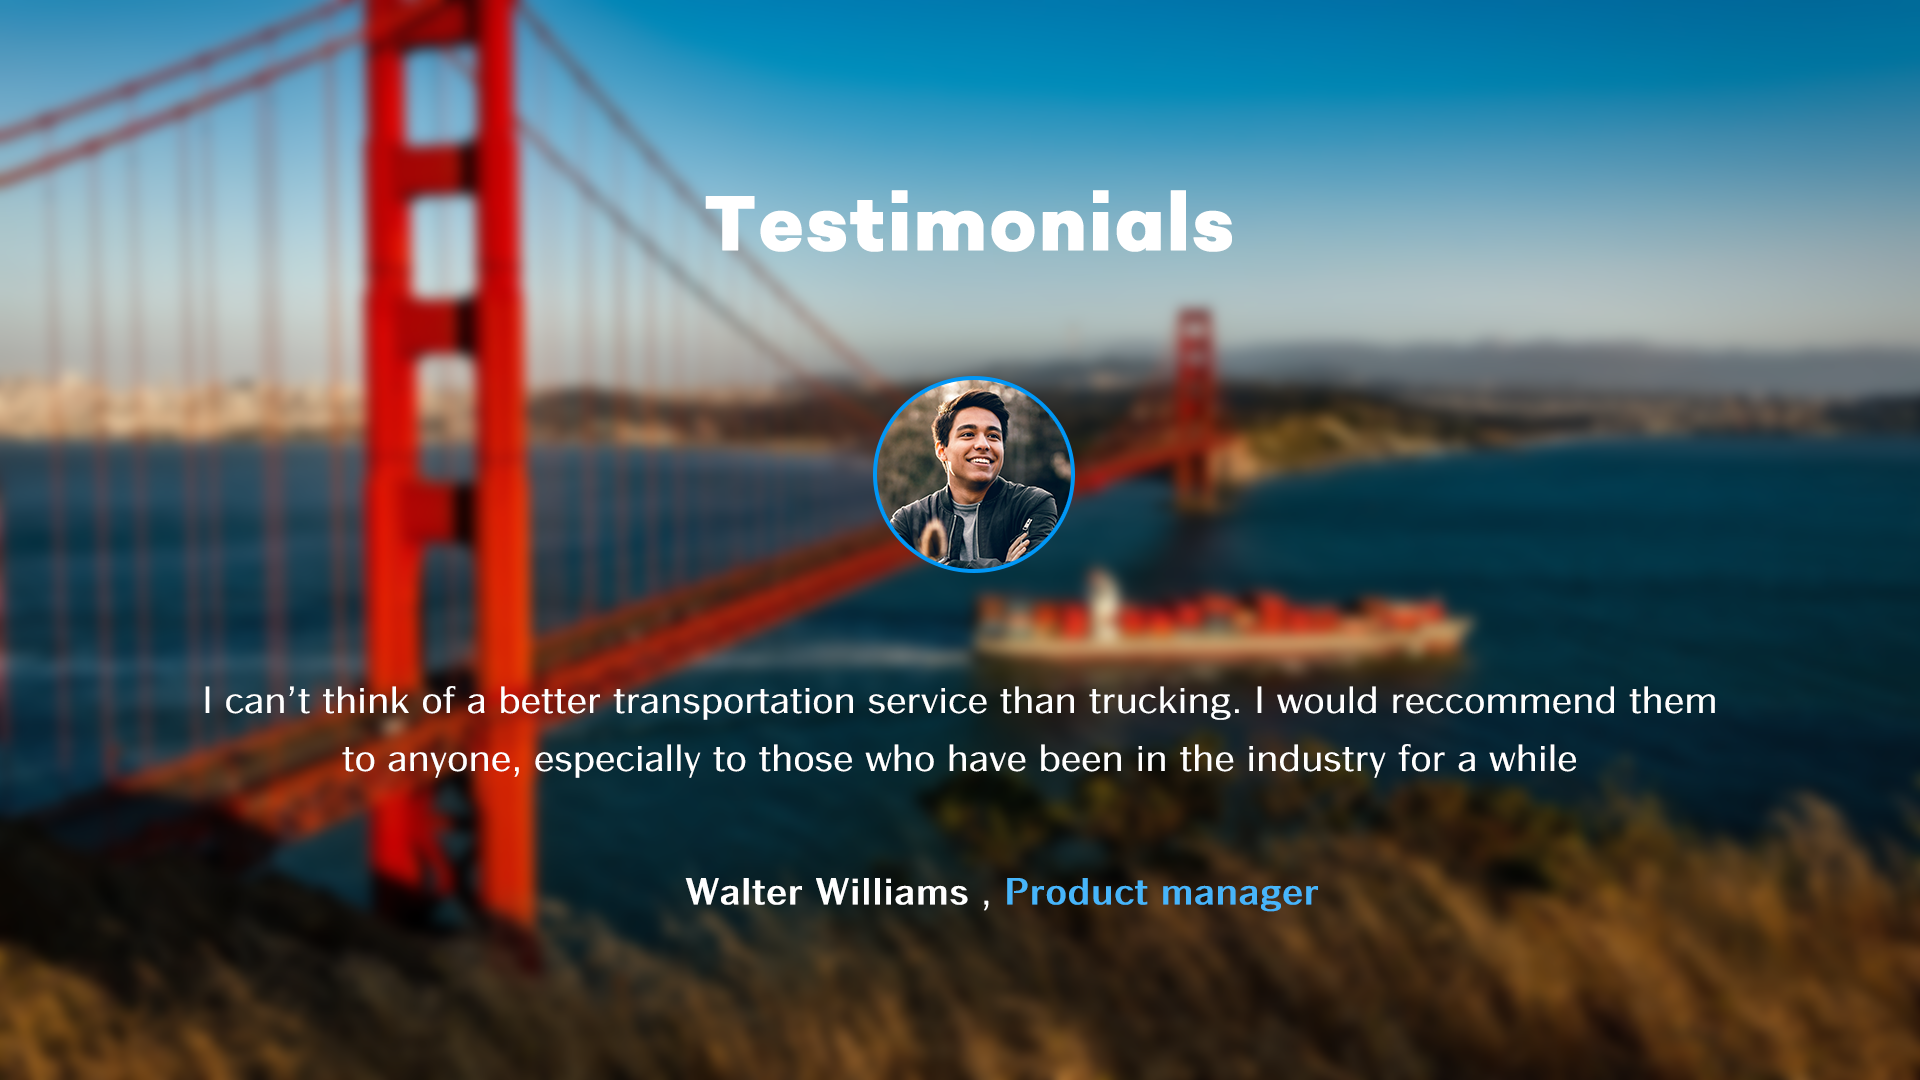 Testimonials
I can’t think of a better transportation service than trucking. I would reccommend them
to anyone, especially to those who have been in the industry for a while
Walter Williams , Product manager